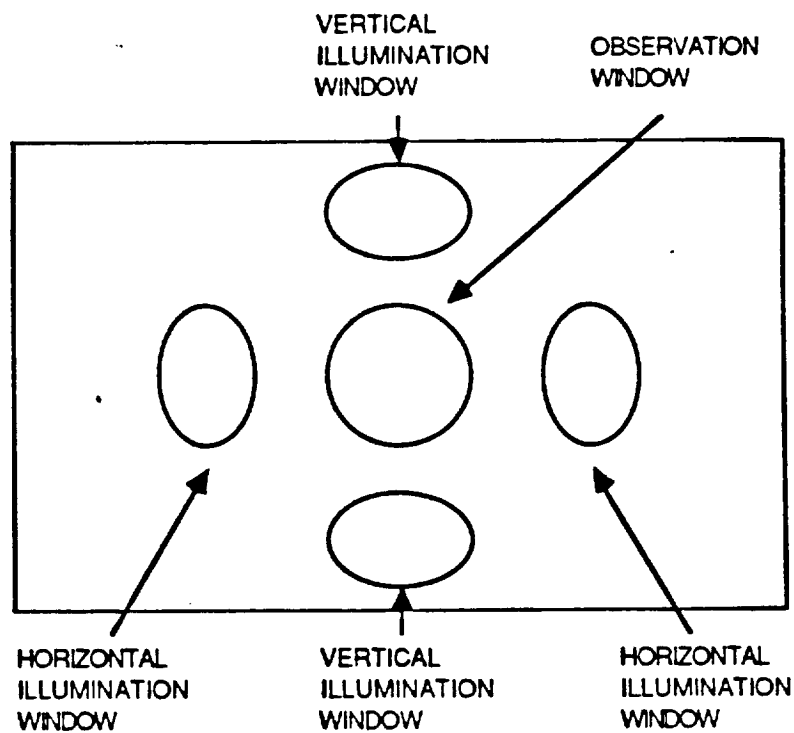 VERTICAL
ILLUMINATION
WINDOW
OBSERVATION
WINDOW
HORIZONTAL
ILLUMINATION
WINDOW
VERTICAL
ILLUMINATION
WINDOW
HORIZONTAL
ILLUMINATION
WINDOW